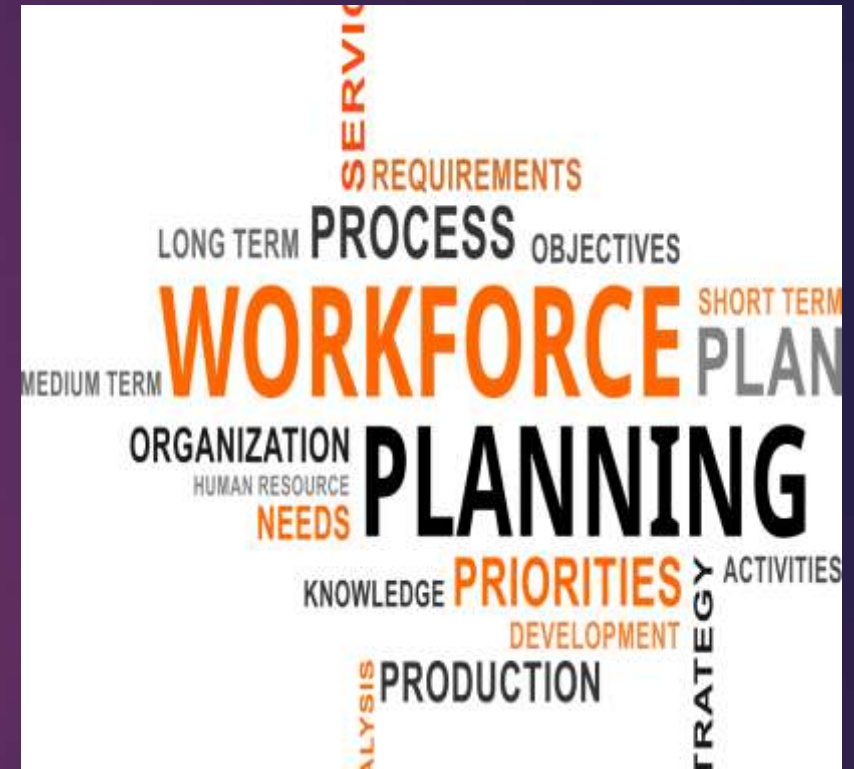 SERVIC
REQUIREMENTS
LONG TERM PROCESS OBJECTIVES
WORKFORCE SHORT TERM
MEDIUM TERM PLAN
ORGANIZATION PLANNING
HUMAN RESOURCE
NEEDS
KNOWLEDGE PRIORITIES ACTIVITIES
DEVELOPMENT
PRODUCTION
ALYSIS
TRATEGY